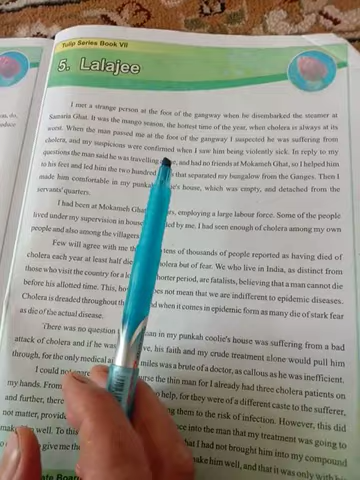 Tulip Series Book VII
5. Lalajee
I met a strange person at the foot of the gangway when he disembarked the steamer at
Samaria Ghat. It was the mango season, the hottest time of the year, when cholera is always at its
worst. When the man passed me at the foot of the gangway I suspected he was suffering from
cholera, and my suspicions were confirmed when I saw him being violently sick. In reply to my
questions the man said he was travelling and had no friends at Mokameh Ghat, so I helped him
to his feet and led him the two hundred that separated my bungalow from the Ganges. Then I
made him comfortable in my punkah house, which was empty, and detached from the
servants' quarters.
I had been at Mokameh Ghat employing a large labour force. Some of the people
lived under my supervision in house by me. I had seen enough of cholera among my own
people and also among the villagers
Few will agree with me tens of thousands of people reported as having died of
cholera each year at least half die cholera but of fear. We who live in India, as distinct from
those who visit the country for a period, are fatalists, believing that a man cannot die
before his allotted time. This, not mean that we are indifferent to epidemic diseases.
Cholera is dreaded throughout the and when it comes in epidemic form as many die of stark fear
as die of the actual disease.
There was no question man in my punkah coolie's house was suffering from a bad
attack of cholera and if he was his faith and my crude treatment alone would pull him
through, for the only medical miles was a brute of a doctor, as callous as he was inefficient.
I could the thin man for I already had three cholera patients on
my hands. From help, for they were of a different caste to the sufferer,
and further, there them to the risk of infection. However, this did
not matter, provided into the man that my treatment was going to
well. To this that I had not brought him into my compound
give me make him well, and that it was only with his